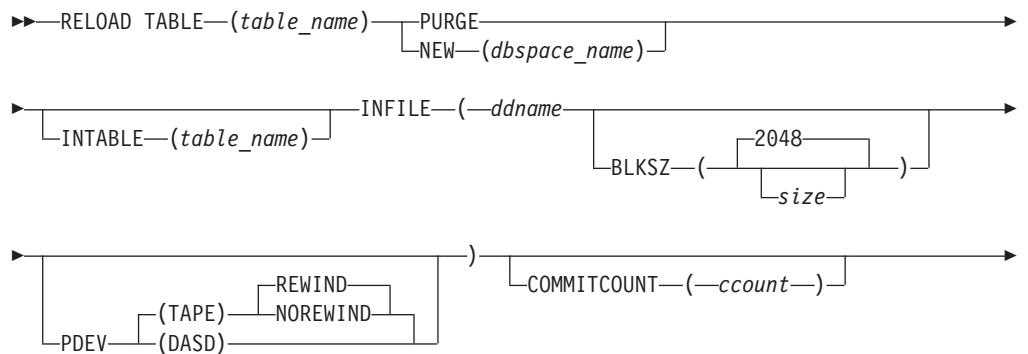 RELOAD TABLE (table_name) PURGE
NEW (dbspace_name)
INTABLE (table_name) INFILE ( ddname
BLKSZ ( 2048 )
size
PDEV (TAPE) REWIND ) COMMITCOUNT ( ccount )
NOREWIND
(DASD)